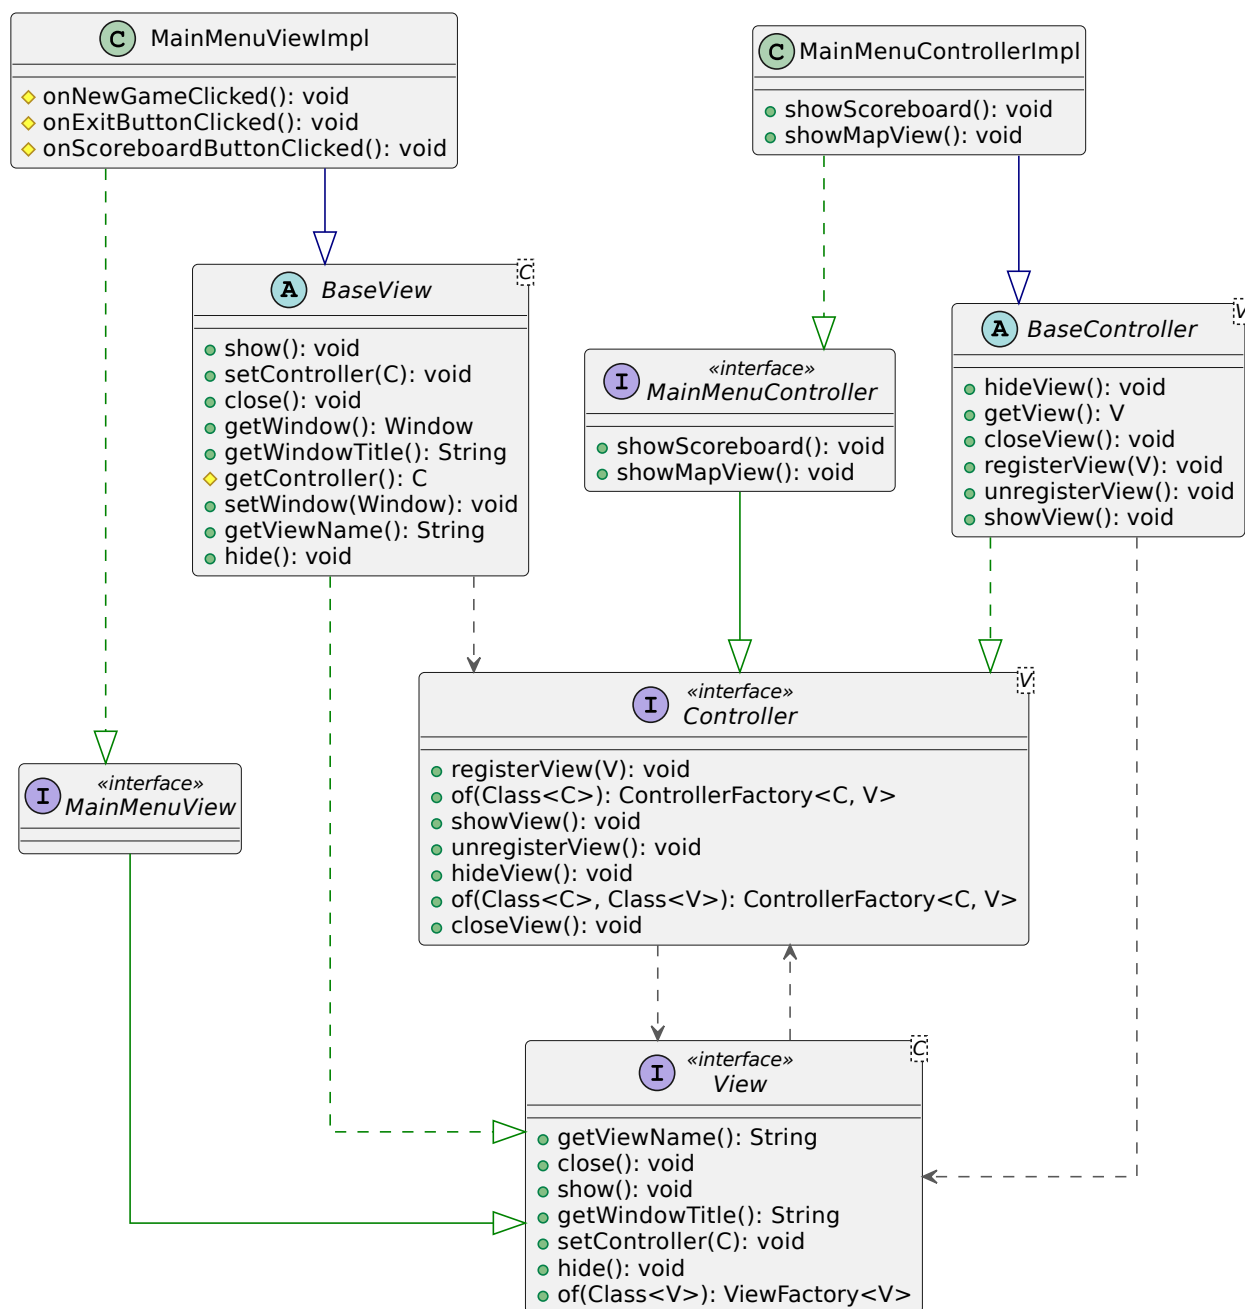 C MainMenuViewImpl
onNewGameClicked(): void
onExitButtonClicked(): void
onScoreboardButtonClicked(): void
C MainMenuControllerImpl
showScoreboard(): void
showMapView(): void
C
A BaseView
show(): void
setController(C): void
close(): void
getWindow(): Window
getWindowTitle(): String
getController(): C
setWindow(Window): void
getViewName(): String
hide(): void
«interface»
I MainMenuController
showScoreboard(): void
showMapView(): void
V
A BaseController
hideView(): void
getView(): V
closeView(): void
registerView(V): void
unregisterView(): void
showView(): void
V
«interface»
I Controller
registerView(V): void
of(Class<C>): ControllerFactory<C, V>
showView(): void
unregisterView(): void
hideView(): void
of(Class<C>, Class<V>): ControllerFactory<C, V>
closeView(): void
«interface»
I MainMenuView
C
«interface»
I View
getViewName(): String
close(): void
show(): void
getWindowTitle(): String
setController(C): void
hide(): void
of(Class<V>): ViewFactory<V>